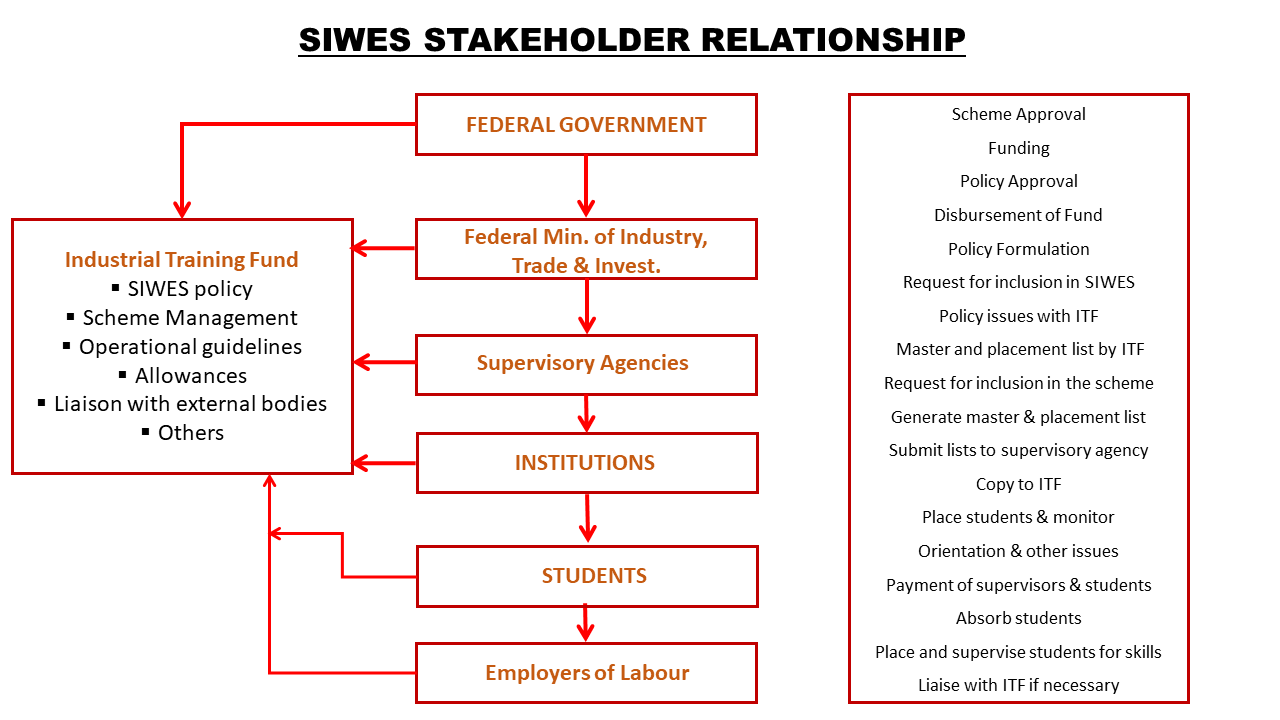 SIWES STAKEHOLDER RELATIONSHIP
FEDERAL GOVERNMENT
Federal Min. of Industry,
Trade & Invest.
Supervisory Agencies
INSTITUTIONS
STUDENTS
Employers of Labour
Industrial Training Fund
▪ SIWES policy
▪ Scheme Management
▪ Operational guidelines
▪ Allowances
▪ Liaison with external bodies
▪ Others
Scheme Approval
Funding
Policy Approval
Disbursement of Fund
Policy Formulation
Request for inclusion in SIWES
Policy issues with ITF
Master and placement list by ITF
Request for inclusion in the scheme
Generate master & placement list
Submit lists to supervisory agency
Copy to ITF
Place students & monitor
Orientation & other issues
Payment of supervisors & students
Absorb students
Place and supervise students for skills
Liaise with ITF if necessary